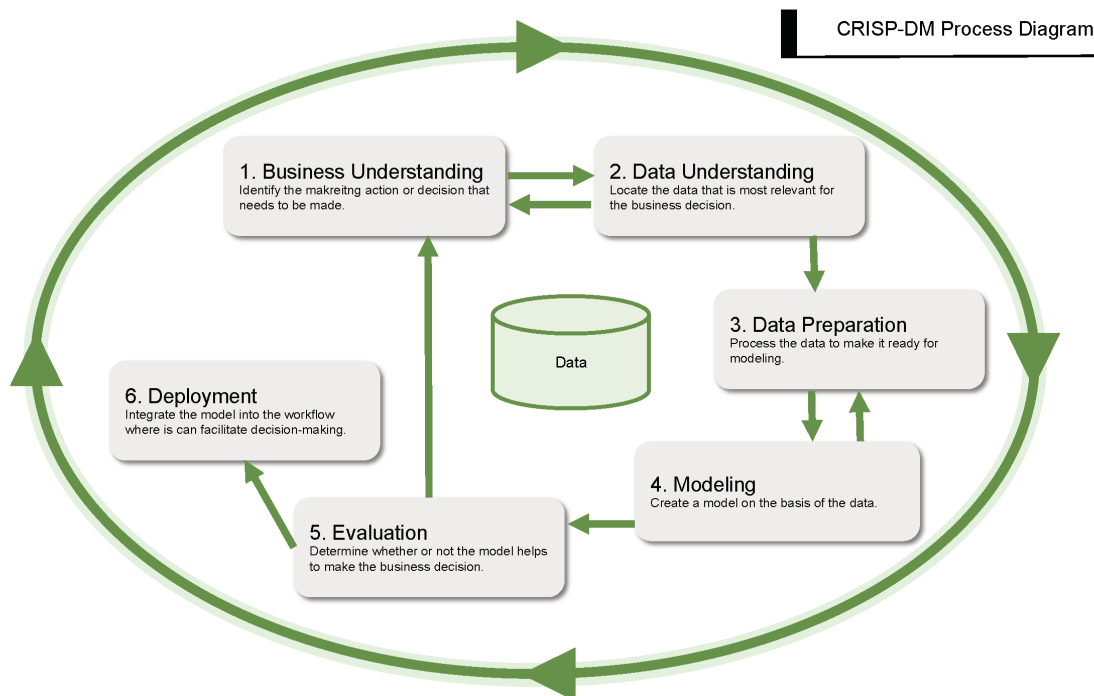 CRISP-DM Process Diagram
1. Business Understanding
Identify the makreitng action or decision that
needs to be made.
2. Data Understanding
Locate the data that is most relevant for
the business decision.
3. Data Preparation
Process the data to make it ready for
modeling.
Data
6. Deployment
Integrate the model into the workflow
where is can facilitate decision-making.
4. Modeling
Create a model on the basis of the data.
5. Evaluation
Determine whether or not the model helps
to make the business decision.